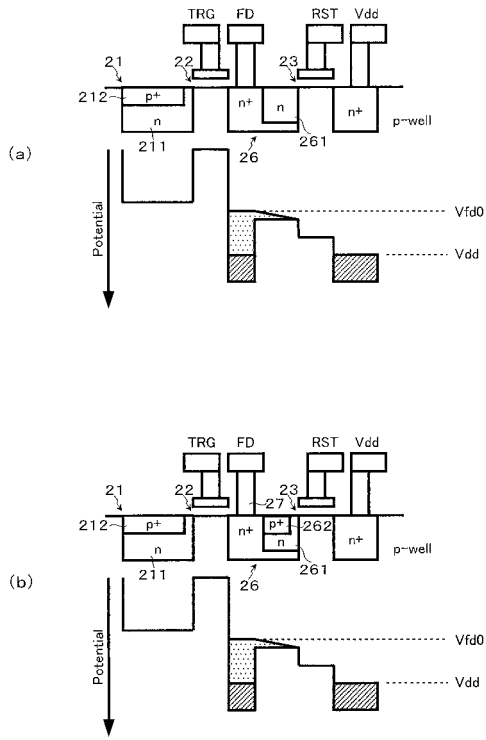 TRG FD RST Vdd
21 22 23
212 p+ n+ n n+ p-well
n
211 26 261
(a)
Potential
Vfd0
Vdd
TRG FD RST Vdd
21 22 27 23
212 p+ n+ p+ 262 n+ p-well
n n
211 26 261
(b)
Potential
Vfd0
Vdd